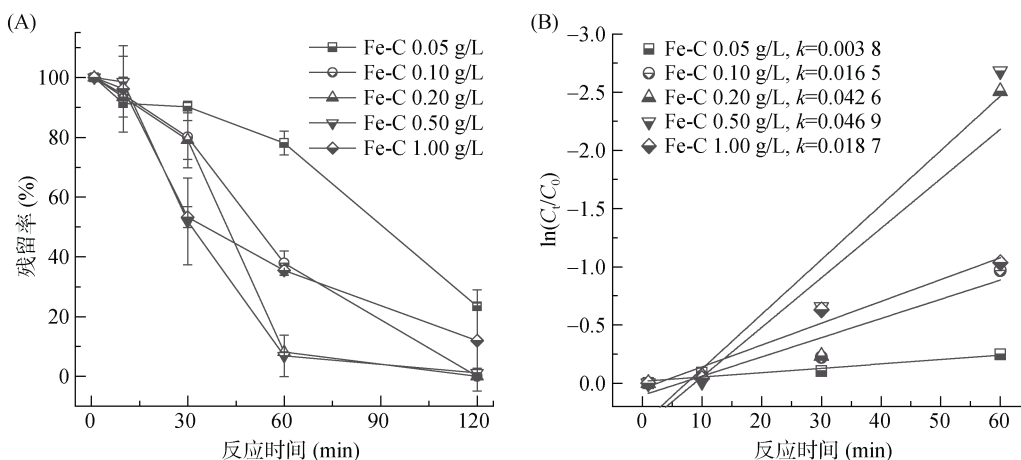 (A)
100
80
60
40
20
0
残留率 (%)
0
30
60
90
120
反应时间 (min)
Fe-C 0.05 g/L
Fe-C 0.10 g/L
Fe-C 0.20 g/L
Fe-C 0.50 g/L
Fe-C 1.00 g/L
(B)
−3.0
−2.5
−2.0
−1.5
−1.0
−0.5
0.0
ln(Ct/C0)
0
10
20
30
40
50
60
反应时间 (min)
Fe-C 0.05 g/L, k=0.003 8
Fe-C 0.10 g/L, k=0.016 5
Fe-C 0.20 g/L, k=0.042 6
Fe-C 0.50 g/L, k=0.046 9
Fe-C 1.00 g/L, k=0.018 7